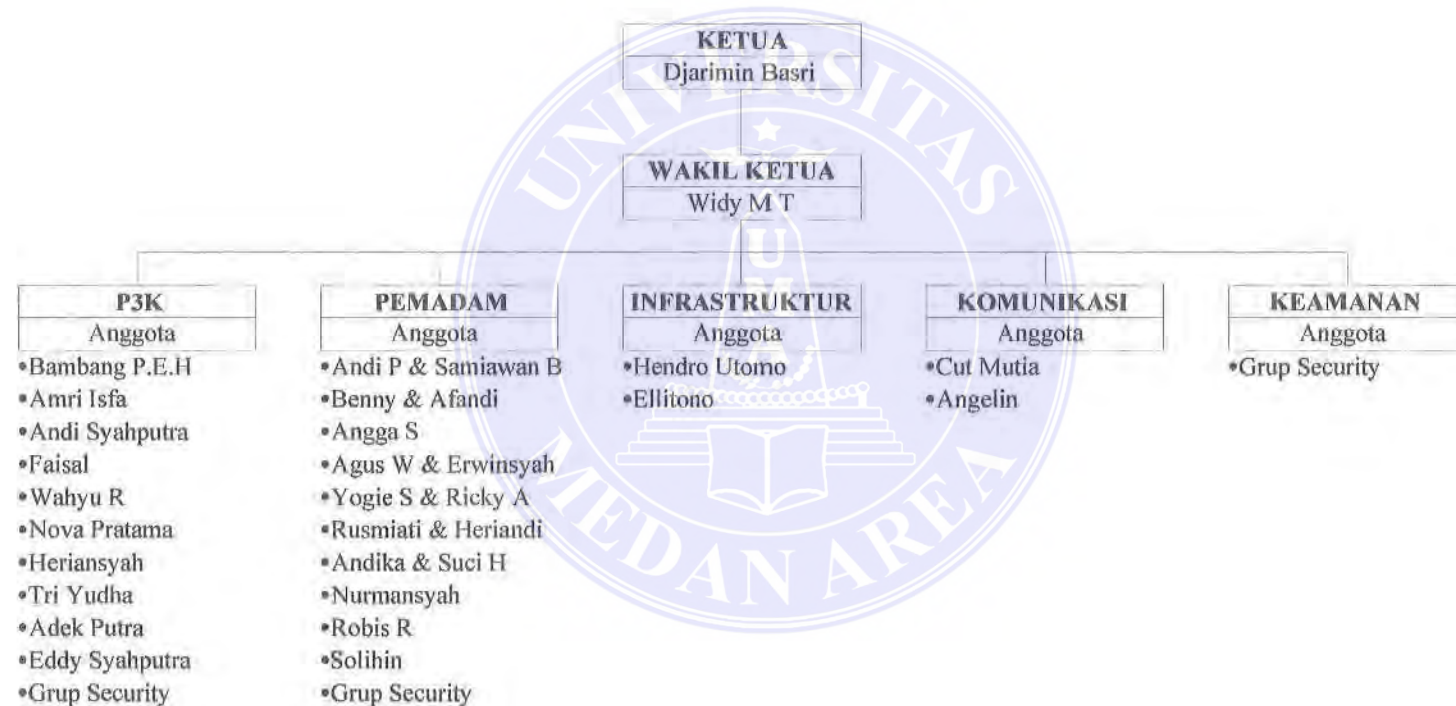 KETUA
Djarimin Basri
WAKIL KETUA
Widy M T
P3K
Anggota
•Bambang P.E.H
•Amri Isfa
•Andi Syahputra
•Faisal
•Wahyu R
•Nova Pratama
•Heriansyah
•Tri Yudha
•Adek Putra
•Eddy Syahputra
•Grup Security
PEMADAM
Anggota
•Andi P & Samiawan B
•Benny & Afandi
•Angga S
•Agus W & Erwinsyah
•Yogie S & Ricky A
•Rusmiati & Heriandi
•Andika & Suci H
•Nurmansyah
•Robis R
•Solihin
•Grup Security
INFRASTRUKTUR
Anggota
•Hendro Utomo
•Ellitono
KOMUNIKASI
Anggota
•Cut Mutia
•Angelin
KEAMANAN
Anggota
•Grup Security
UNIVERSITAS
UMA
MEDAN AREA